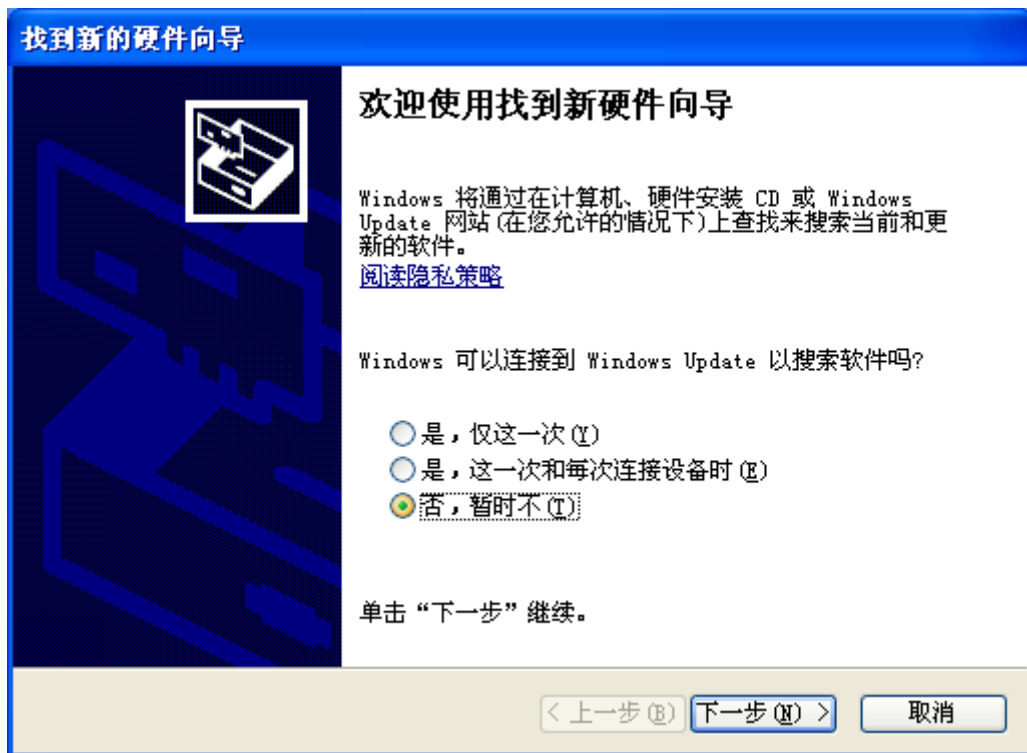 找到新的硬件向导
欢迎使用找到新硬件向导
Windows 将通过在计算机、硬件安装 CD 或 Windows
Update 网站(在您允许的情况下)上查找来搜索当前和更
新的软件。
阅读隐私策略
Windows 可以连接到 Windows Update 以搜索软件吗?
是，仅这一次(Y)
是，这一次和每次连接设备时(E)
否，暂时不(T)
单击“下一步”继续。
< 上一步(B) 下一步(N) > 取消